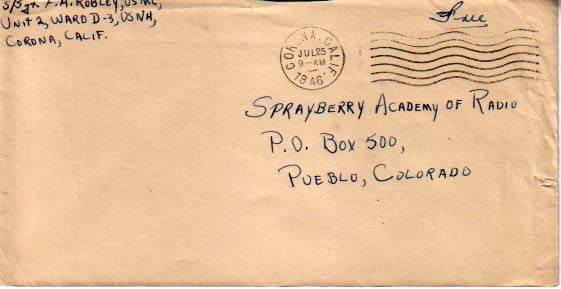 S/Sgt F. A. ROBLEY, USMC,
UNIT 2, WARD D-3, USNH,
CORONA, CALIF.
Free
CORONA, CALIF.
JUL 25
9-AM
1946
SPRAYBERRY ACADEMY OF RADIO
P.O. BOX 500,
PUEBLO, COLORADO